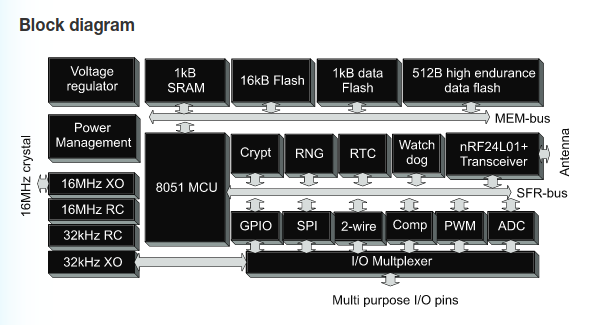 Block diagram
Voltage
regulator
1kB
SRAM
16kB Flash
1kB data
Flash
512B high endurance
data flash
MEM-bus
Power
Management
8051 MCU
Crypt
RNG
RTC
Watch
dog
nRF24L01+
Transceiver
Antenna
16MHz crystal
16MHz XO
SFR-bus
16MHz RC
GPIO
SPI
2-wire
Comp
PWM
ADC
32kHz RC
32kHz XO
I/O Multplexer
Multi purpose I/O pins